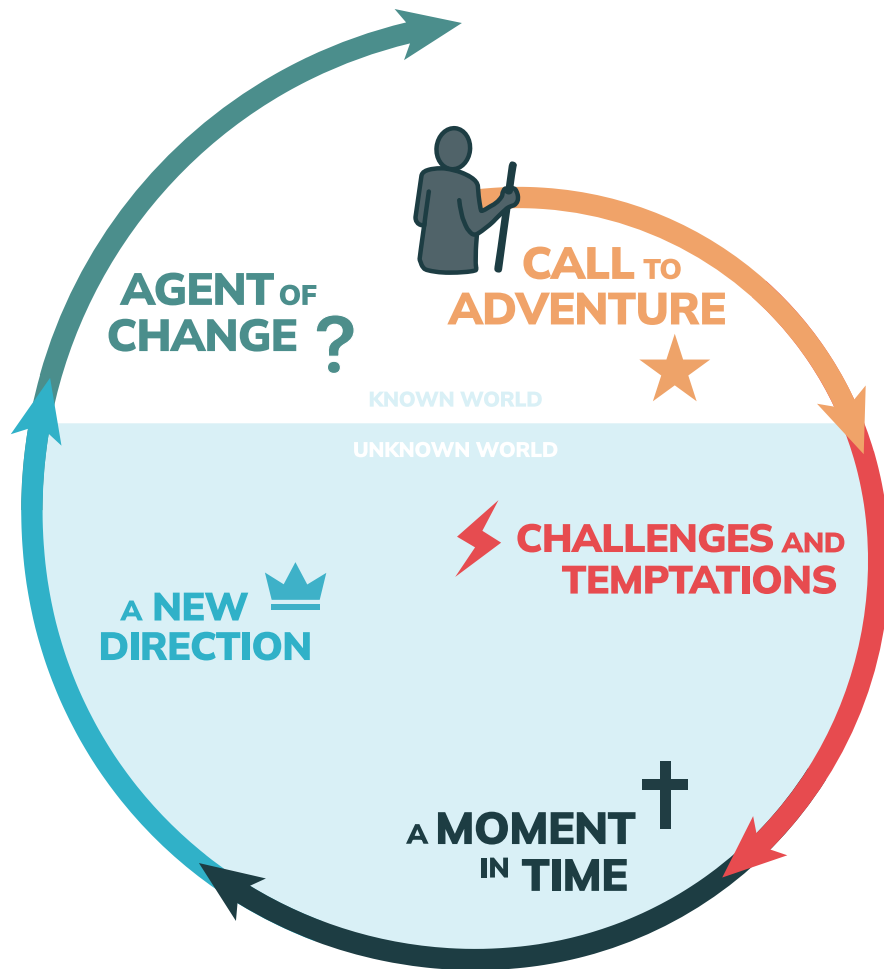 CALL TO
ADVENTURE
AGENT OF
CHANGE ?
KNOWN WORLD
UNKNOWN WORLD
CHALLENGES AND
TEMPTATIONS
A NEW
DIRECTION
A MOMENT
IN TIME